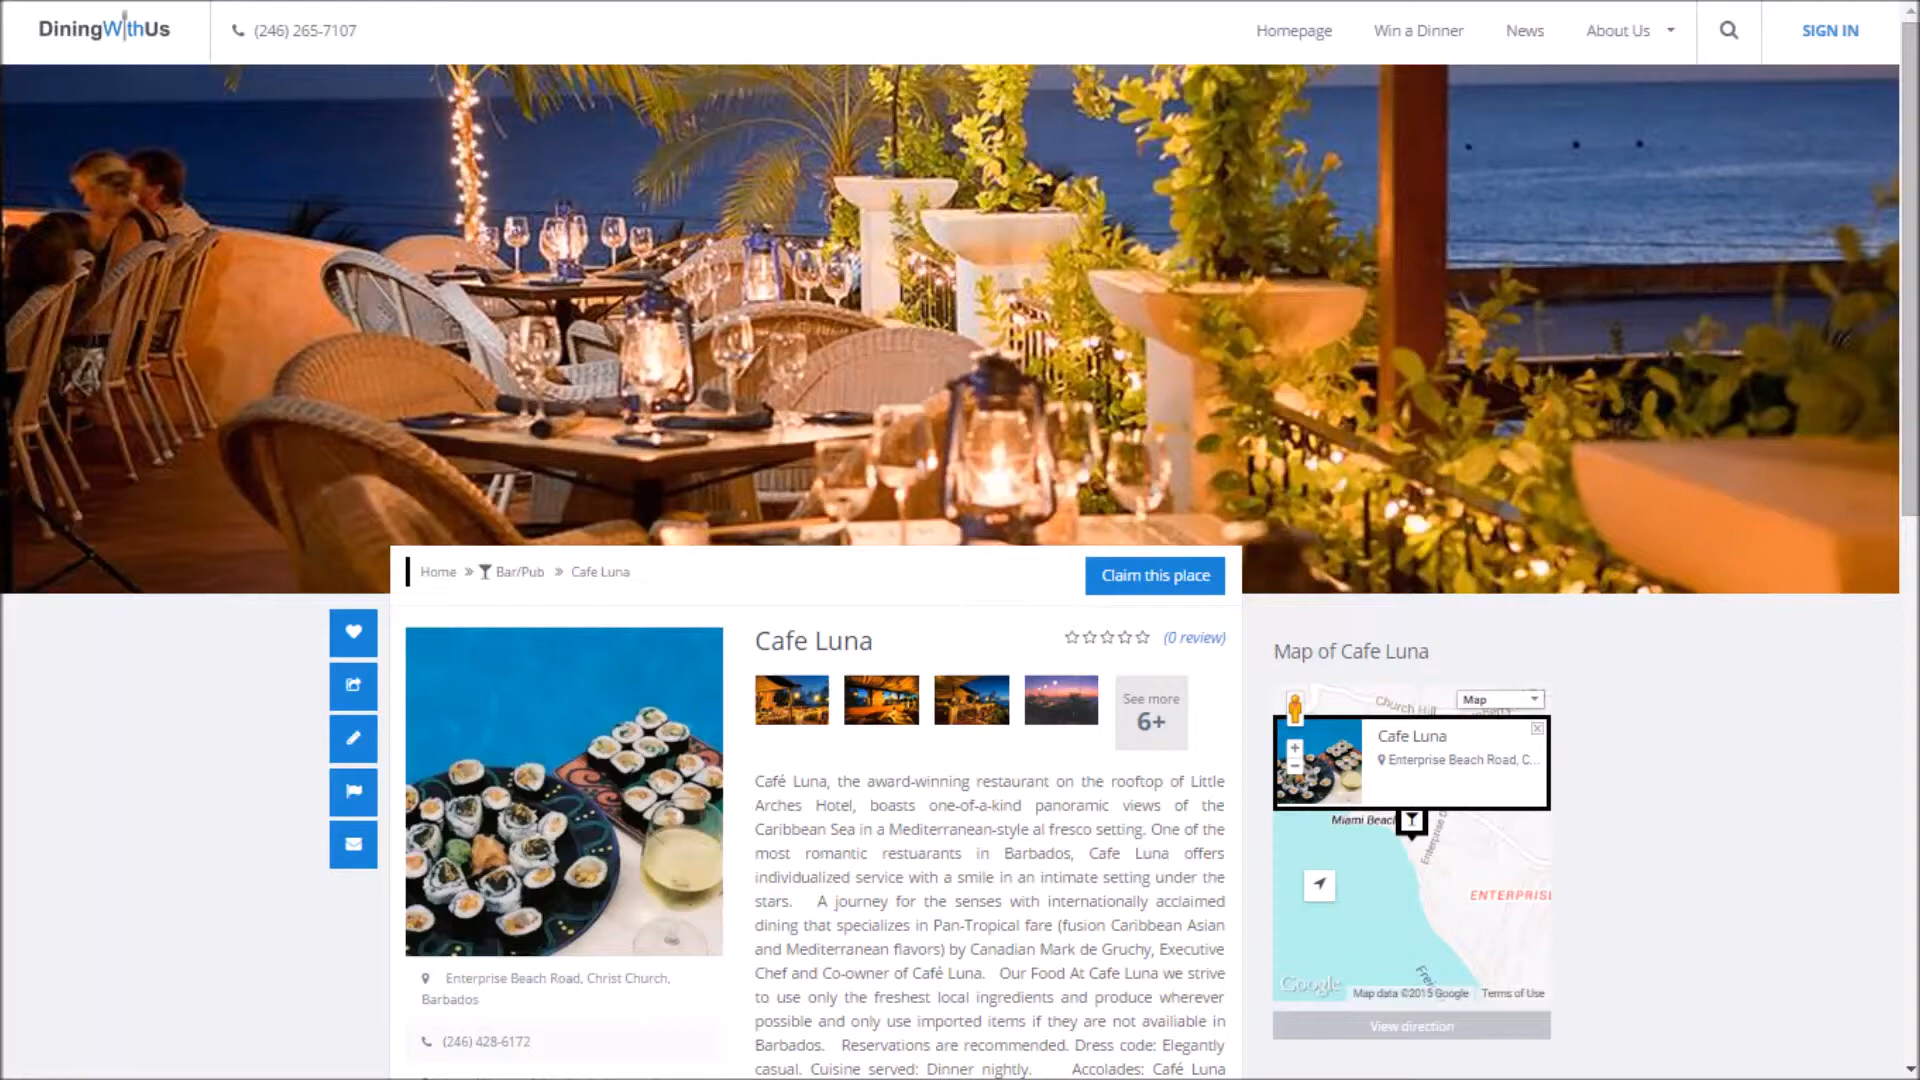 DiningWithUs
(246) 265-7107
Homepage
Win a Dinner
News
About Us
SIGN IN
Home » Bar/Pub » Cafe Luna
Claim this place
Cafe Luna
(0 review)
See more
6+
Café Luna, the award-winning restaurant on the rooftop of Little
Arches Hotel, boasts one-of-a-kind panoramic views of the
Caribbean Sea in a Mediterranean-style al fresco setting. One of the
most romantic restuarants in Barbados, Cafe Luna offers
individualized service with a smile in an intimate setting under the
stars. A journey for the senses with internationally acclaimed
dining that specializes in Pan-Tropical fare (fusion Caribbean Asian
and Mediterranean flavors) by Canadian Mark de Gruchy, Executive
Chef and Co-owner of Café Luna. Our Food At Cafe Luna we strive
to use only the freshest local ingredients and produce wherever
possible and only use imported items if they are not availiable in
Barbados. Reservations are recommended. Dress code: Elegantly
casual. Cuisine served: Dinner nightly. Accolades: Café Luna
Enterprise Beach Road, Christ Church,
Barbados
(246) 428-6172
Map of Cafe Luna
Church Hill
Map
Cafe Luna
Enterprise Beach Road, C...
Miami Beach
Enterprise
ENTERPRISE
Google
Map data ©2015 Google
Terms of Use
View direction